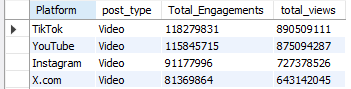 Platform post_type Total_Engagements total_views
TikTok Video 118279831 890509111
YouTube Video 115845715 875094287
Instagram Video 91177996 727378526
X.com Video 81369864 643142045